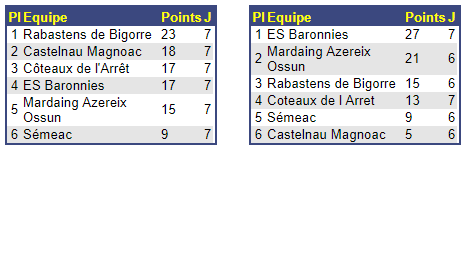 Pl Equipe Points J
1 Rabastens de Bigorre 23 7
2 Castelnau Magnoac 18 7
3 Côteaux de l'Arrêt 17 7
4 ES Baronnies 17 7
5 Mardaing Azereix Ossun 15 7
6 Sémeac 9 7
Pl Equipe Points J
1 ES Baronnies 27 7
2 Mardaing Azereix Ossun 21 6
3 Rabastens de Bigorre 15 6
4 Coteaux de l Arret 13 7
5 Sémeac 9 6
6 Castelnau Magnoac 5 6